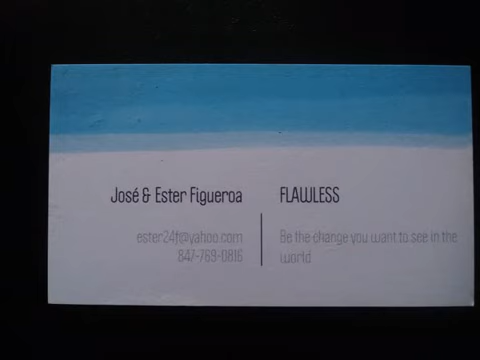 José & Ester Figueroa
ester24f@yahoo.com
847-769-0816
FLAWLESS
Be the change you want to see in the
world